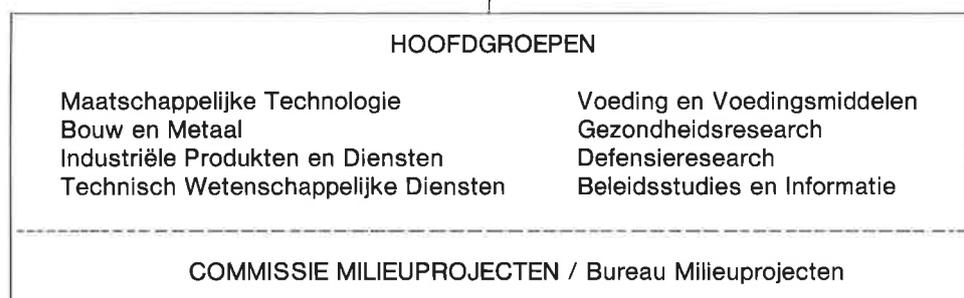 HOOFDGROEPEN
Maatschappelijke Technologie
Bouw en Metaal
Industriële Produkten en Diensten
Technisch Wetenschappelijke Diensten
Voeding en Voedingsmiddelen
Gezondheidsresearch
Defensieresearch
Beleidsstudies en Informatie
COMMISSIE MILIEUPROJECTEN / Bureau Milieuprojecten